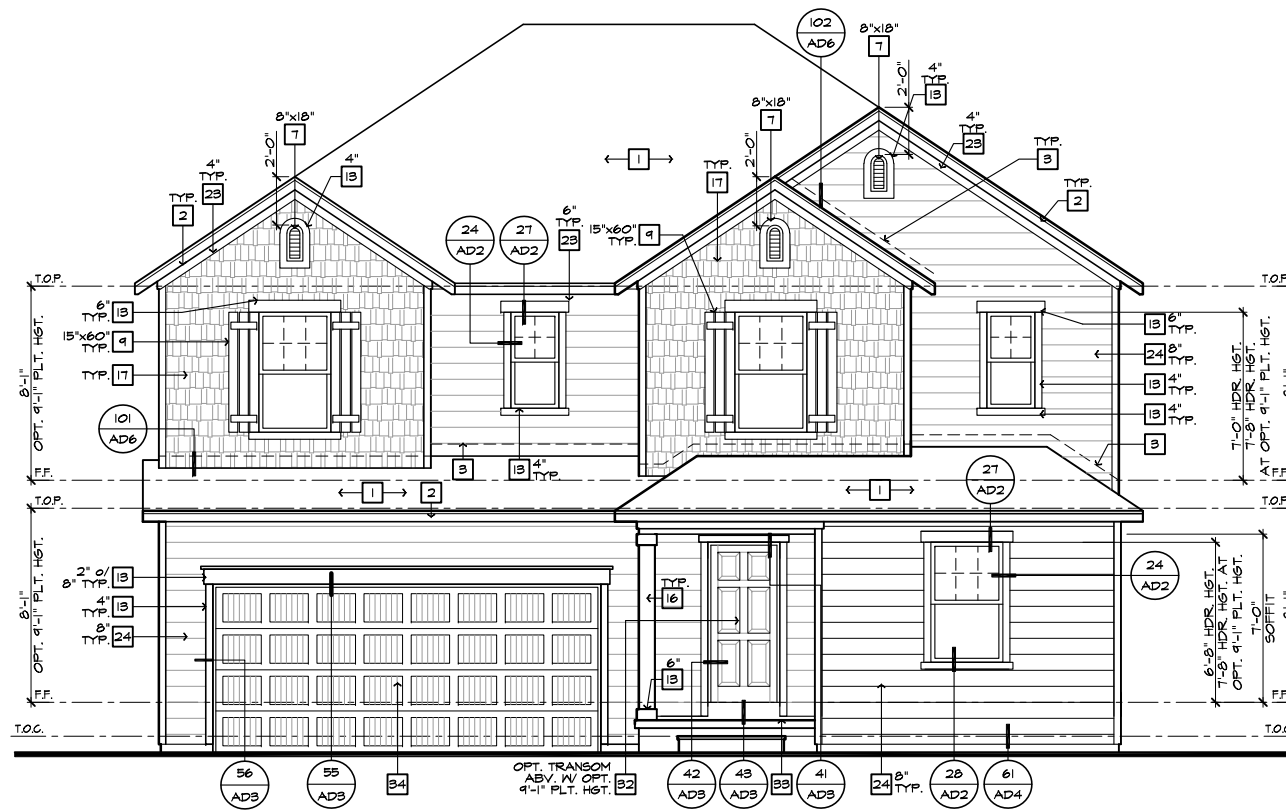 102
AD6
8"x18"
7
4"
TYP.
13
2'-0"
8"x18"
7
8"x18"
7
4"
TYP.
23
TYP.
3
TYP.
2
2'-0"
4"
13
4"
TYP.
23
TYP.
2
2'-0"
1
TYP.
17
24
AD2
27
AD2
6"
TYP.
23
15"x60"
TYP.
9
T.O.P.
T.O.P.
6"
TYP.
13
15"x60"
TYP.
9
TYP.
17
8'-1"
OPT. 9'-1" PLT. HGT.
13
6"
TYP.
24
8"
TYP.
13
4"
TYP.
13
4"
TYP.
3
7'-0" HDR. HGT.
7'-8" HDR. HGT.
AT OPT. 9'-1" PLT. HGT.
101
AD6
3
13
4"
TYP.
F.F.
F.F.
27
AD2
1
2
1
T.O.P.
T.O.P.
8'-1"
OPT. 9'-1" PLT. HGT.
2" o/
8" TYP.
13
4"
TYP.
13
8"
TYP.
24
TYP.
16
32
6"
13
24
AD2
6'-8" HDR. HGT.
7'-8" HDR. HGT. AT
OPT. 9'-1" PLT. HGT.
7'-0"
SOFFIT
F.F.
F.F.
T.O.C.
T.O.C
56
AD3
55
AD3
34
OPT. TRANSOM
ABV. W/ OPT.
9'-1" PLT. HGT.
32
42
AD3
43
AD3
33
41
AD3
24
8"
TYP.
28
AD2
61
AD4